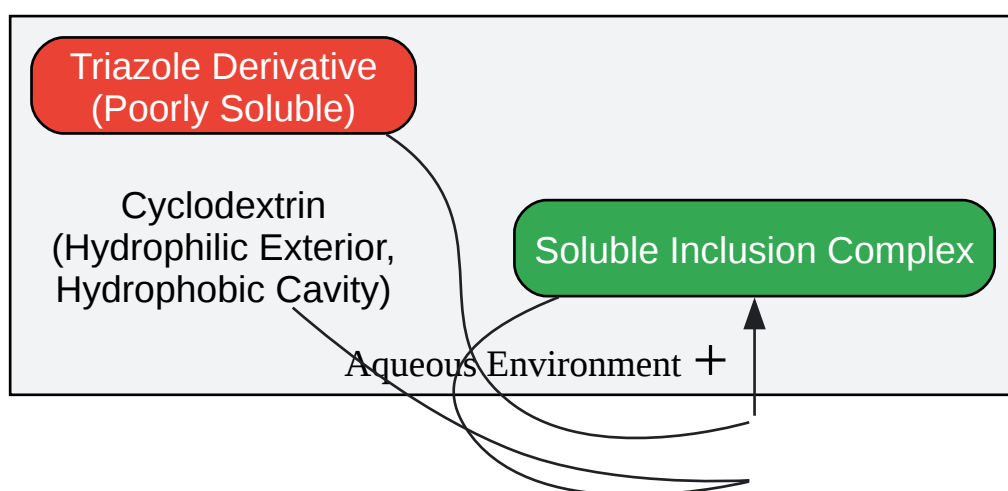 Triazole Derivative
(Poorly Soluble)
Cyclodextrin
(Hydrophilic Exterior,
Hydrophobic Cavity)
Soluble Inclusion Complex
Aqueous Environment +